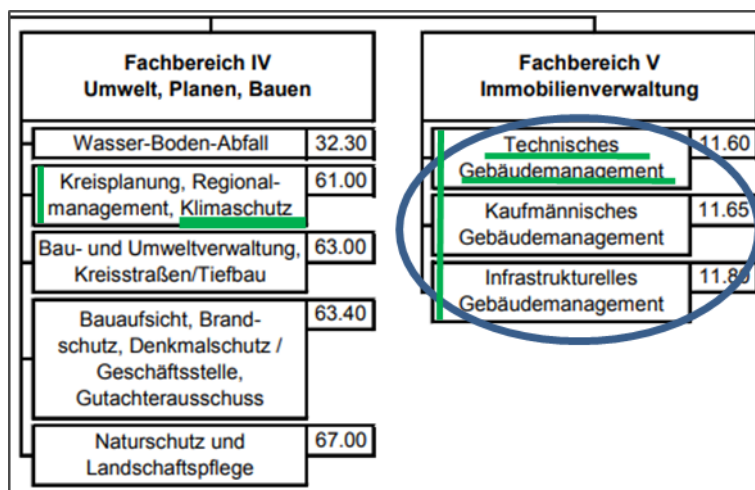 Fachbereich IV
Umwelt, Planen, Bauen
Wasser-Boden-Abfall 32.30
Kreisplanung, Regional-
management, Klimaschutz
61.00
Bau- und Umweltverwaltung,
Kreisstraßen/Tiefbau
63.00
Bauaufsicht, Brand-
schutz, Denkmalschutz /
Geschäftsstelle,
Gutachterausschuss
63.40
Naturschutz und
Landschaftspflege
67.00
Fachbereich V
Immobilienverwaltung
Technisches
Gebäudemanagement
11.60
Kaufmännisches
Gebäudemanagement
11.65
Infrastrukturelles
Gebäudemanagement
11.80